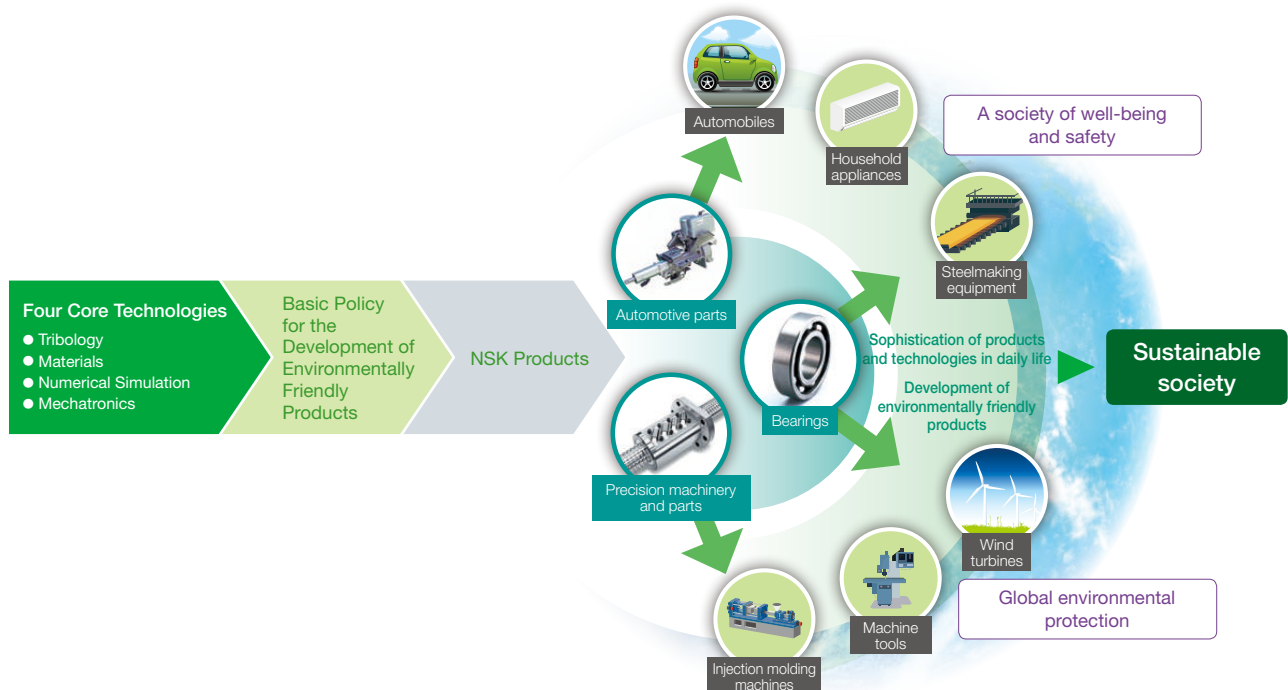 Four Core Technologies
● Tribology
● Materials
● Numerical Simulation
● Mechatronics
Basic Policy
for the
Development of
Environmentally
Friendly
Products
NSK Products
Automotive parts
Bearings
Precision machinery
and parts
Automobiles
Household
appliances
Steelmaking
equipment
Sophistication of products
and technologies in daily life
Development of
environmentally friendly
products
Wind
turbines
Machine
tools
Injection molding
machines
A society of well-being
and safety
Global environmental
protection
Sustainable
society